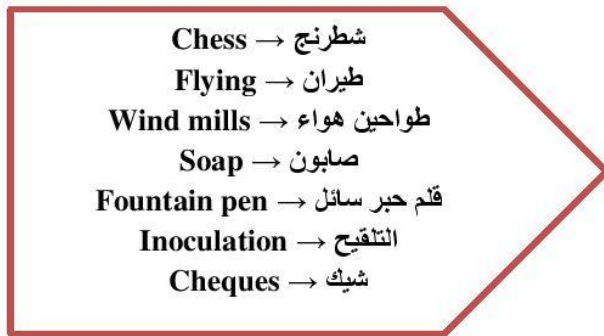 Chess → شطرنج
Flying → طيران
Wind mills → طواحين هواء
Soap → صابون
Fountain pen → قلم حبر سائل
Inoculation → التلقيح
Cheques → شيك